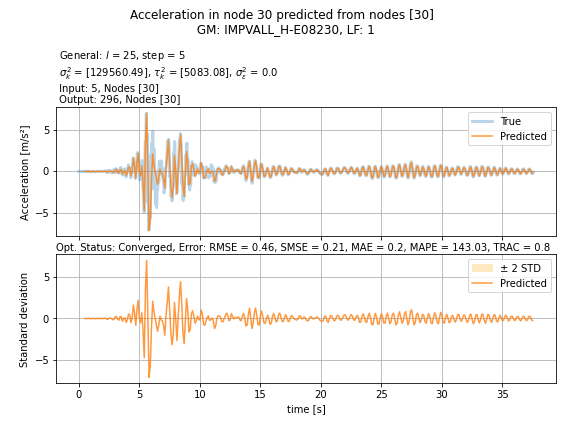 Acceleration in node 30 predicted from nodes [30]
GM: IMPVALL_H-E08230, LF: 1
General: l = 25, step = 5
σ²ₖ = [129560.49], τ²ₖ = [5083.08], σ²ε = 0.0
Input: 5, Nodes [30]
Output: 296, Nodes [30]
True
Predicted
5
0
−5
Acceleration [m/s²]
Opt. Status: Converged, Error: RMSE = 0.46, SMSE = 0.21, MAE = 0.2, MAPE = 143.03, TRAC = 0.8
± 2 STD
Predicted
5
0
−5
Standard deviation
0 5 10 15 20 25 30 35
time [s]